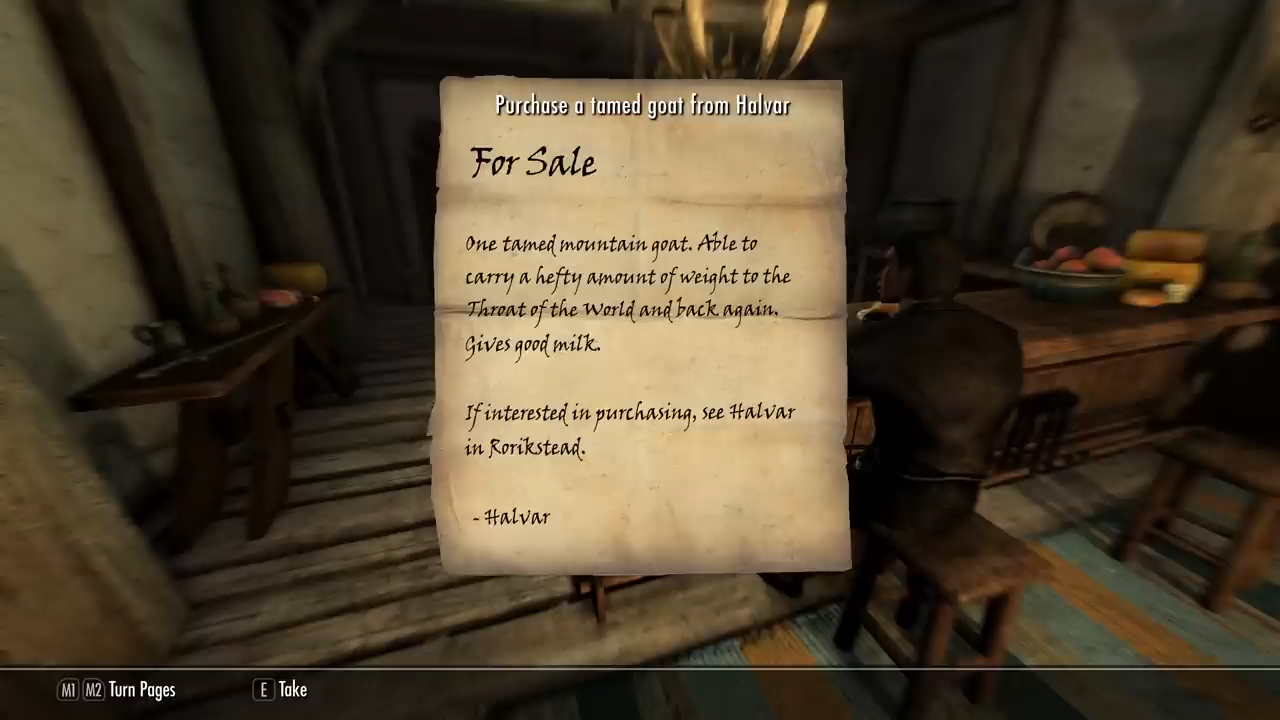 Purchase a tamed goat from Halvar
For Sale
One tamed mountain goat. Able to
carry a hefty amount of weight to the
Throat of the World and back again.
Gives good milk.
If interested in purchasing, see Halvar
in Rorikstead.
- Halvar
M1 M2 Turn Pages
E Take